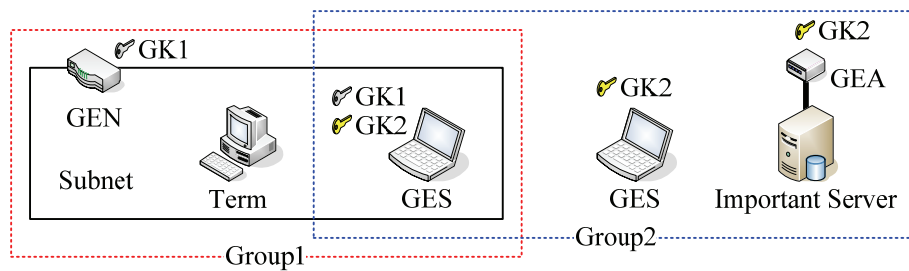 GK1
GEN
Subnet
Term
GK1
GK2
GES
GK2
GES
GK2
GEA
Important Server
Group1
Group2